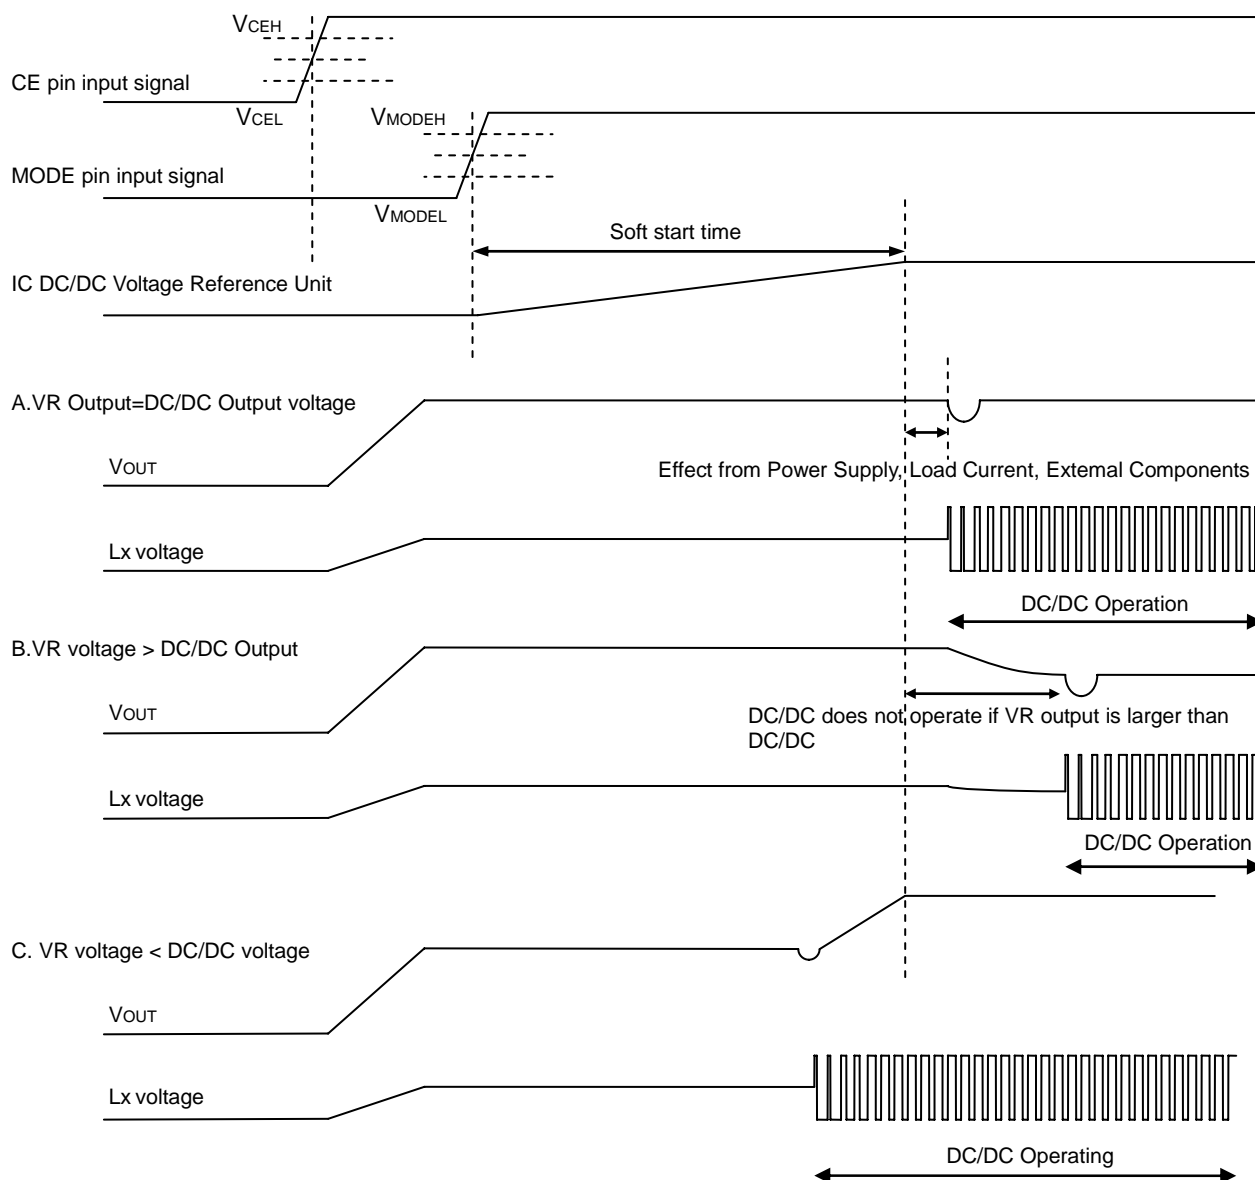 VCEH
CE pin input signal
VCEL
VMODEH
MODE pin input signal
VMODEL
Soft start time
IC DC/DC Voltage Reference Unit
A.VR Output=DC/DC Output voltage
VOUT
Effect from Power Supply, Load Current, External Components
Lx voltage
DC/DC Operation
B.VR voltage > DC/DC Output
VOUT
DC/DC does not operate if VR output is larger than
DC/DC
Lx voltage
DC/DC Operation
C. VR voltage < DC/DC voltage
VOUT
Lx voltage
DC/DC Operating